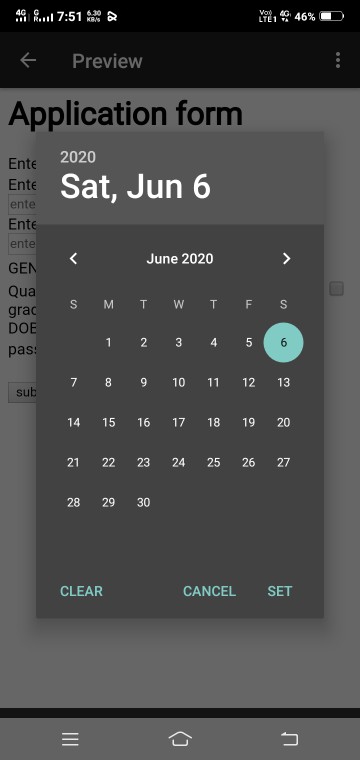 4G G 7:51 6.30 KB/s Vo) LTE1 4G 46%
Preview
Application form
Ente
Ente
ente
Ente
ente
GEN
Qua
grad
DOE
pass
sub
2020
Sat, Jun 6
June 2020
S M T W T F S
1 2 3 4 5 6
7 8 9 10 11 12 13
14 15 16 17 18 19 20
21 22 23 24 25 26 27
28 29 30
CLEAR CANCEL SET